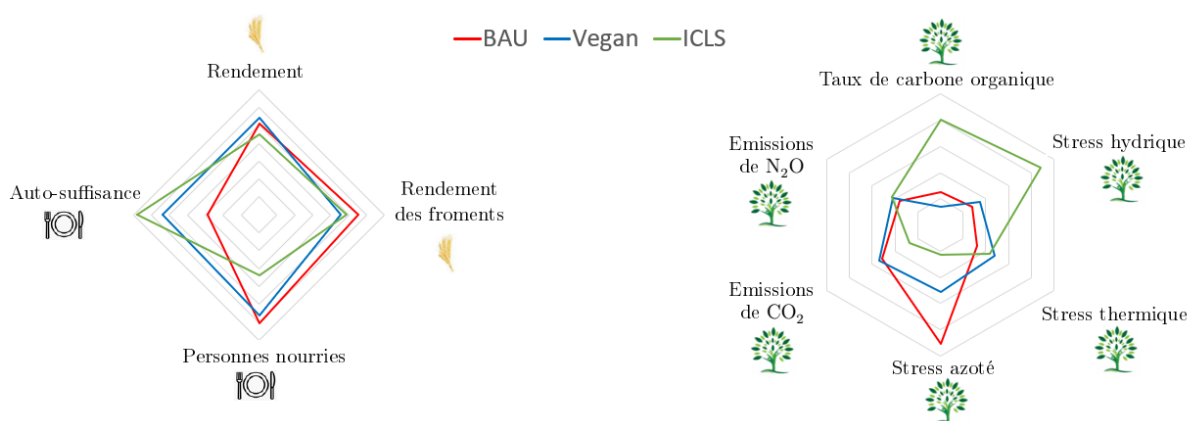 BAU Vegan ICLS
Rendement
Auto-suffisance
Rendement
des froments
Personnes nourries
Taux de carbone organique
Emissions
de N₂O
Stress hydrique
Emissions
de CO₂
Stress thermique
Stress azoté